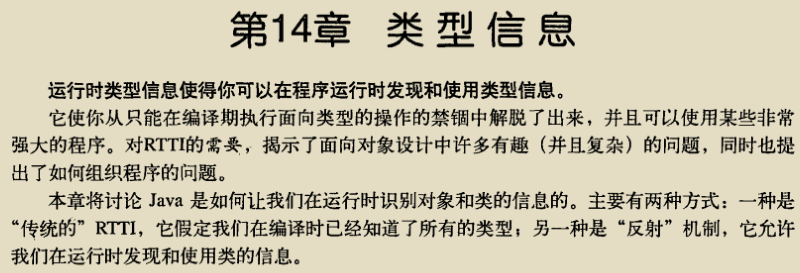 第14章 类型信息
运行时类型信息使得你可以在程序运行时发现和使用类型信息。
它使你从只能在编译期执行面向类型的操作的禁锢中解脱了出来，并且可以使用某些非常
强大的程序。对RTTI的需要，揭示了面向对象设计中许多有趣（并且复杂）的问题，同时也提
出了如何组织程序的问题。
本章将讨论 Java 是如何让我们在运行时识别对象和类的信息的。主要有两种方式：一种是
“传统的”RTTI，它假定我们在编译时已经知道了所有的类型；另一种是“反射”机制，它允许
我们在运行时发现和使用类的信息。